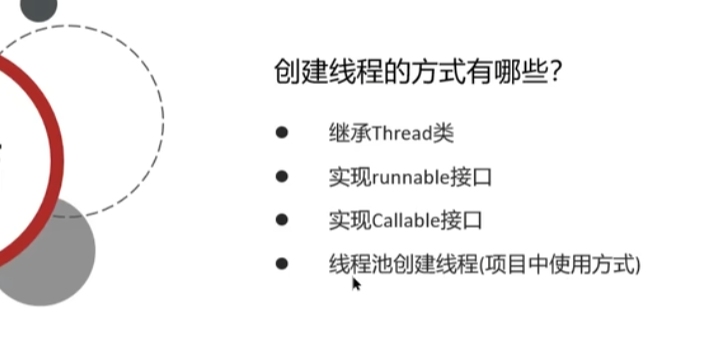 创建线程的方式有哪些?
● 继承Thread类
● 实现runnable接口
● 实现Callable接口
● 线程池创建线程(项目中使用方式)